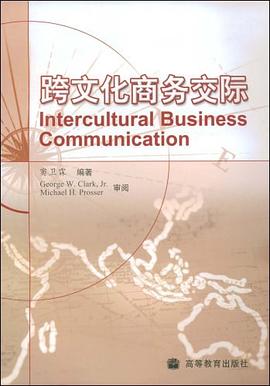 跨文化商务交际
Intercultural Business
Communication
窦卫霖 编著
George W. Clark, Jr.
Michael H. Prosser
审阅
E
高等教育出版社